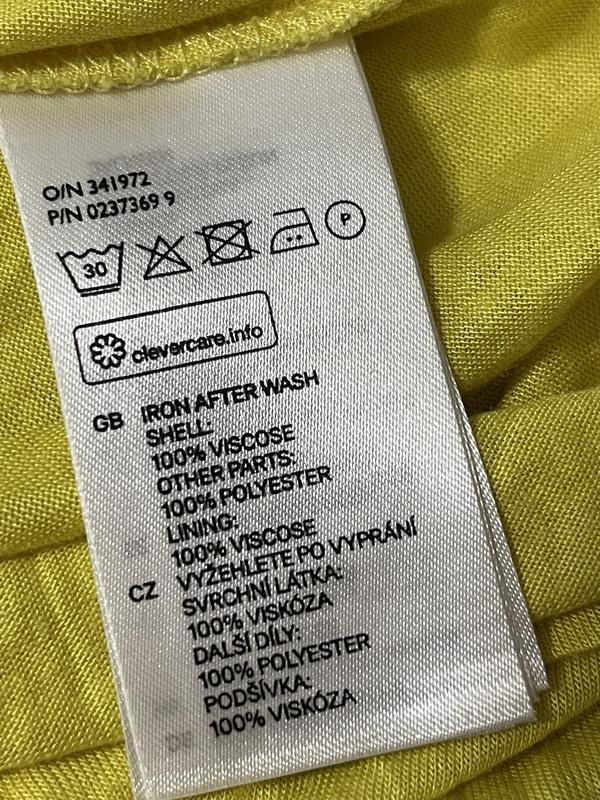 O/N 341972
P/N 0237369 9
30 P
clevercare.info
GB IRON AFTER WASH
SHELL:
100% VISCOSE
OTHER PARTS:
100% POLYESTER
LINING:
100% VISCOSE
CZ VYŽEHLETE PO VYPRÁNÍ
SVRCHNÍ LÁTKA:
100% VISKÓZA
DALŠÍ DÍLY:
100% POLYESTER
PODŠÍVKA:
100% VISKÓZA
DE